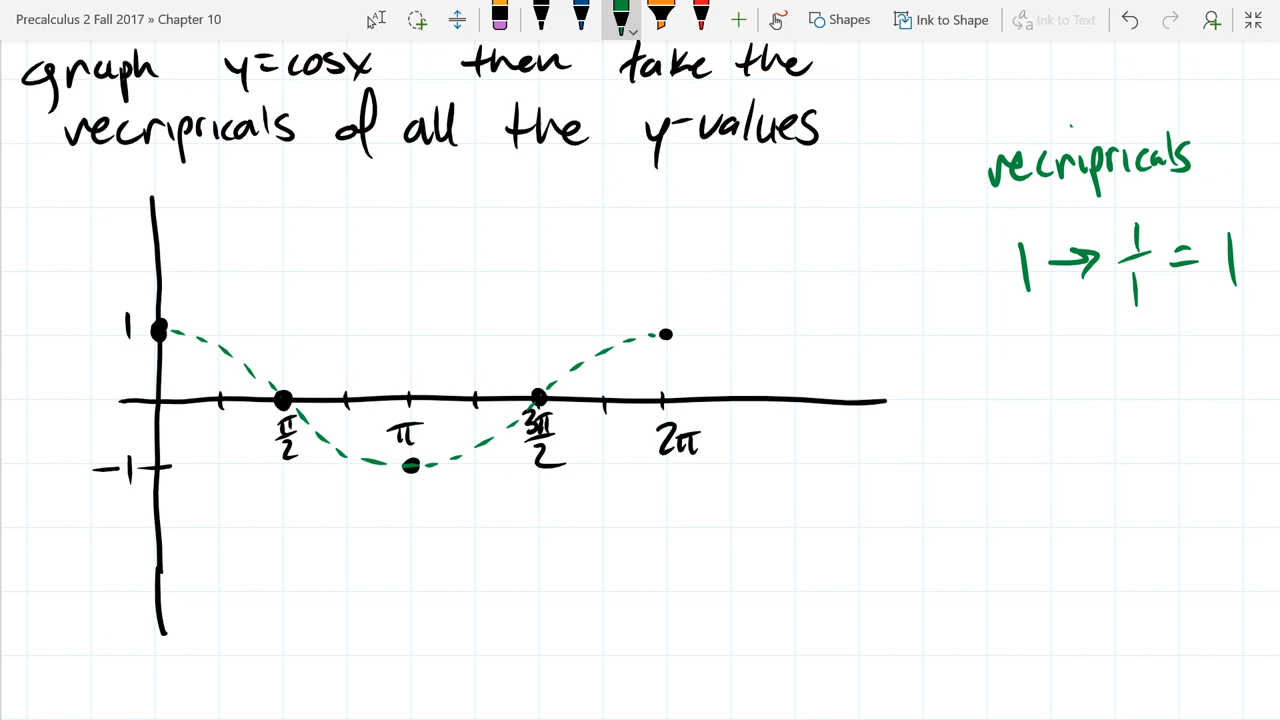 Precalculus 2 Fall 2017 » Chapter 10
Shapes
Ink to Shape
Ink to Text
graph y=cosx then take the
recripricals of all the y-values
recripricals
1 → 1/1 = 1
1
π/2
π
3π/2
2π
-1